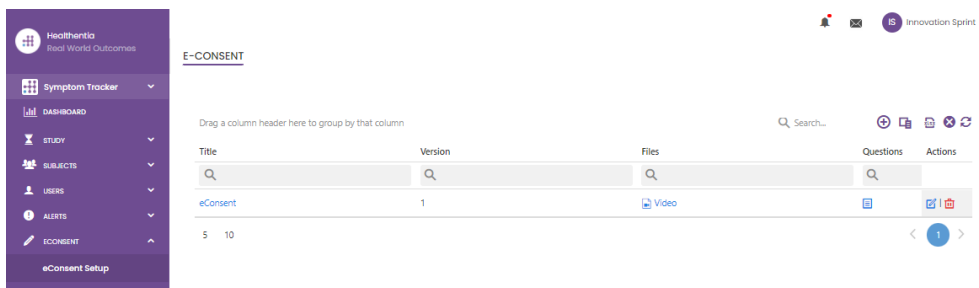 Healthentia
Real World Outcomes
IS Innovation Sprint
E-CONSENT
Symptom Tracker
DASHBOARD
STUDY
SUBJECTS
USERS
ALERTS
ECONSENT
eConsent Setup
Drag a column header here to group by that column
Search...
Title Version Files Questions Actions
eConsent 1 Video
5 10
1